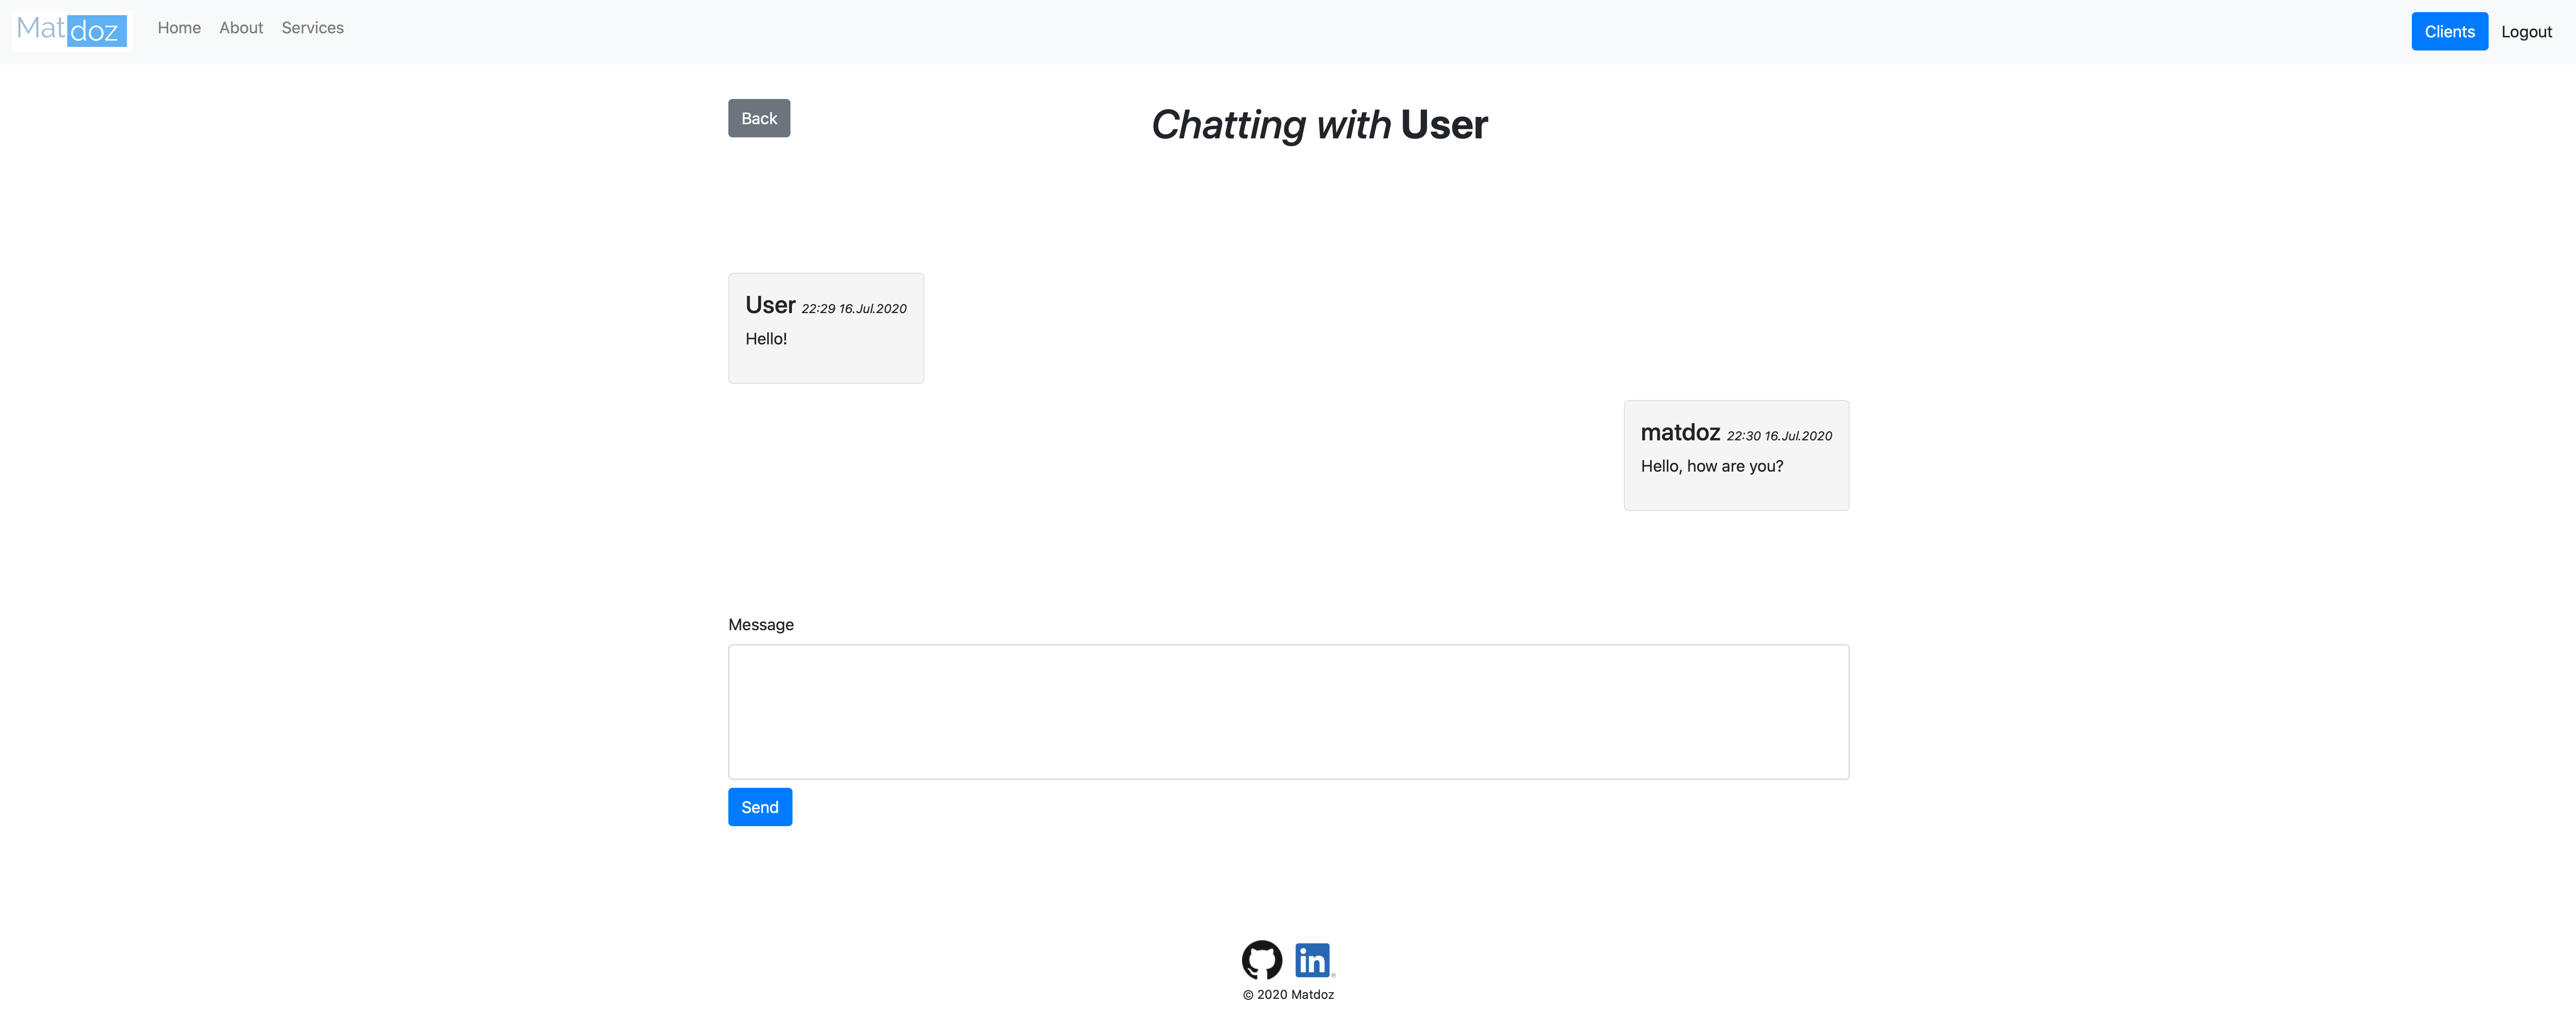 Matdoz Home About Services Clients Logout
Back Chatting with User
User 22:29 16.Jul.2020
Hello!
matdoz 22:30 16.Jul.2020
Hello, how are you?
Message
Send
in ®
© 2020 Matdoz